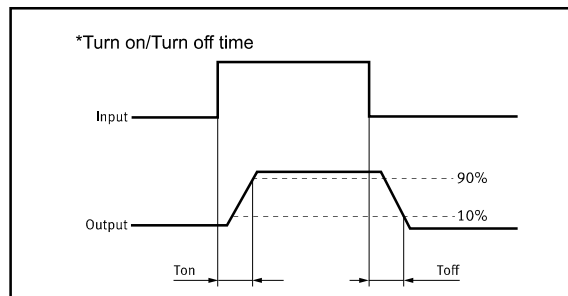 *Turn on/Turn off time
Input
90%
10%
Output
Ton
Toff